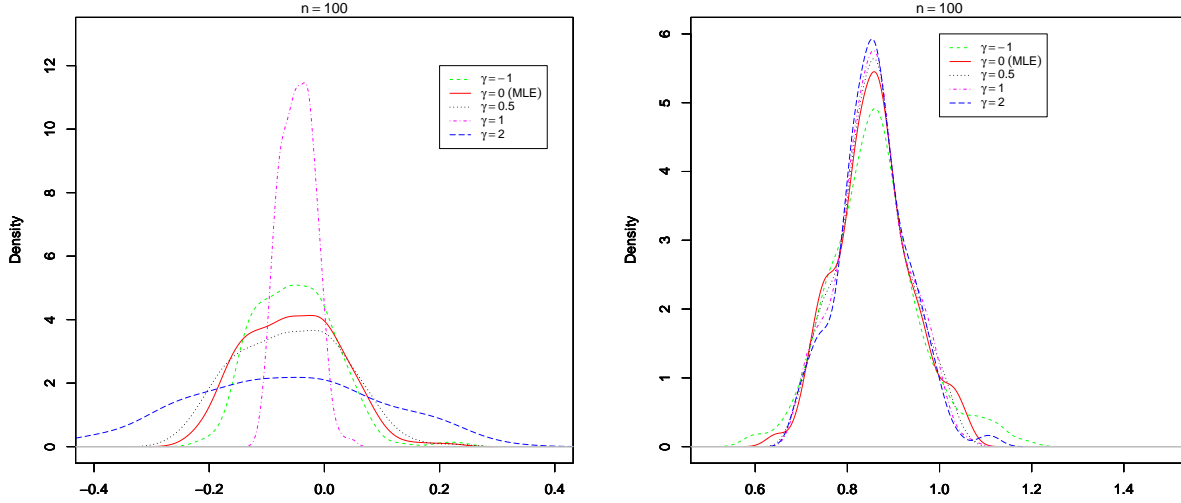 n = 100
12
10
8
6
4
2
0
Density
γ = −1
γ = 0 (MLE)
γ = 0.5
γ = 1
γ = 2
−0.4
−0.2
0.0
0.2
0.4
n = 100
6
5
4
3
2
1
0
Density
γ = −1
γ = 0 (MLE)
γ = 0.5
γ = 1
γ = 2
0.6
0.8
1.0
1.2
1.4